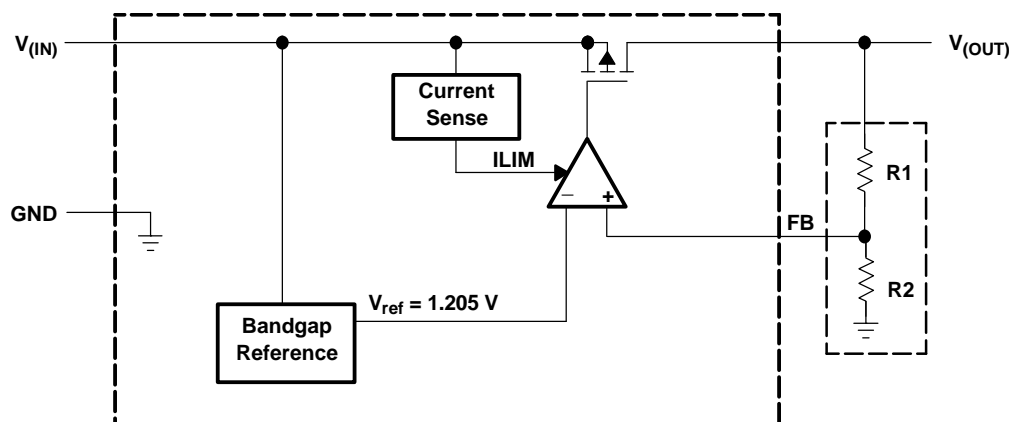 V(IN)
V(OUT)
Current
Sense
ILIM
R1
GND
− +
FB
R2
Vref = 1.205 V
Bandgap
Reference